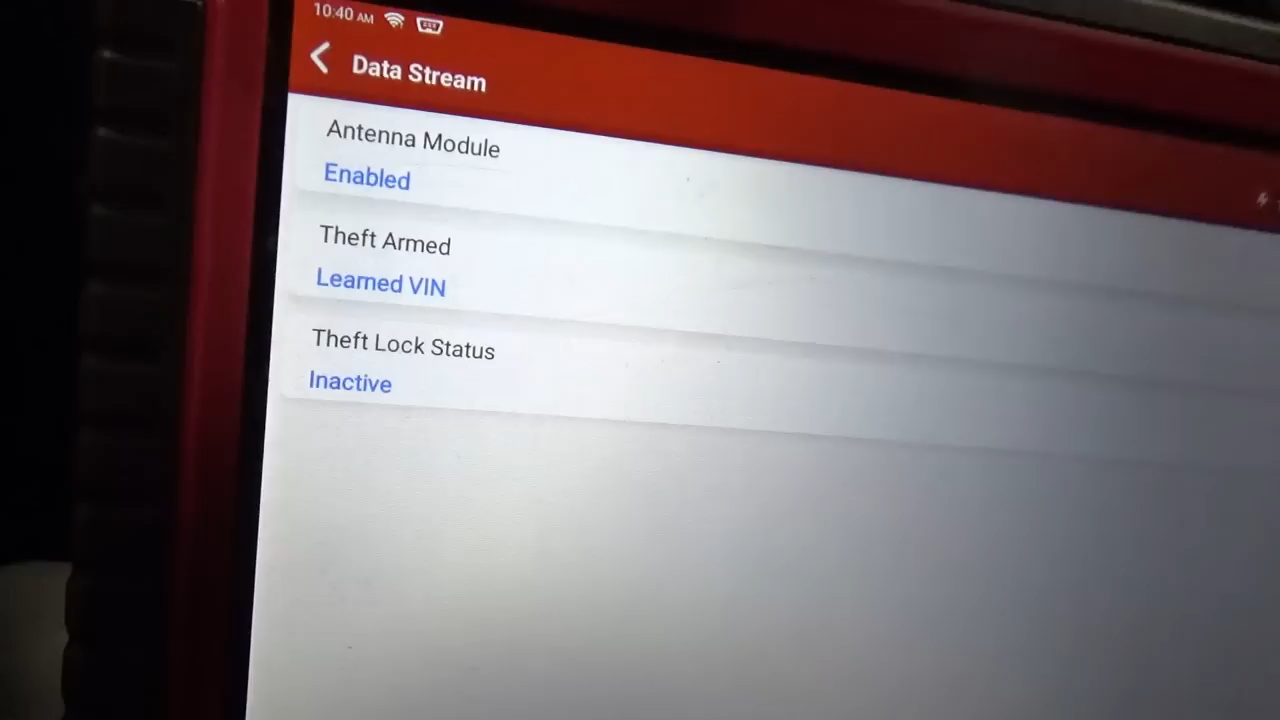 10:40 AM
Data Stream
Antenna Module
Enabled
Theft Armed
Learned VIN
Theft Lock Status
Inactive